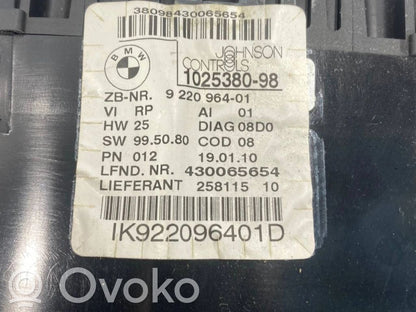 38098430065654
BMW
JOHNSON
CONTROLS
1025380-98
ZB-NR. 9 220 964-01
VI RP AI 01
HW 25 DIAG 08D0
SW 99.50.80 COD 08
PN 012 19.01.10
LFND. NR. 430065654
LIEFERANT 258115 10
IK922096401D
©Ovoko